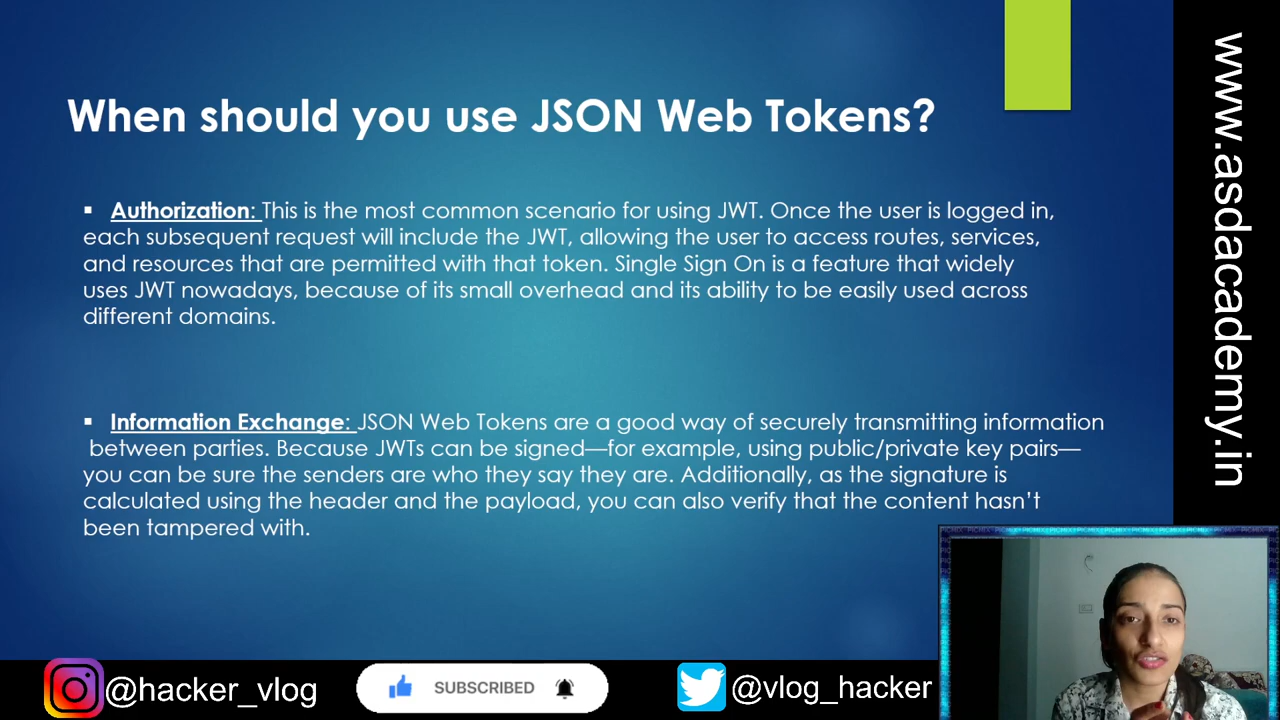 When should you use JSON Web Tokens?
▪ Authorization: This is the most common scenario for using JWT. Once the user is logged in,
each subsequent request will include the JWT, allowing the user to access routes, services,
and resources that are permitted with that token. Single Sign On is a feature that widely
uses JWT nowadays, because of its small overhead and its ability to be easily used across
different domains.
▪ Information Exchange: JSON Web Tokens are a good way of securely transmitting information
between parties. Because JWTs can be signed—for example, using public/private key pairs—
you can be sure the senders are who they say they are. Additionally, as the signature is
calculated using the header and the payload, you can also verify that the content hasn't
been tampered with.
www.asdacademy.in
@hacker_vlog
SUBSCRIBED
@vlog_hacker